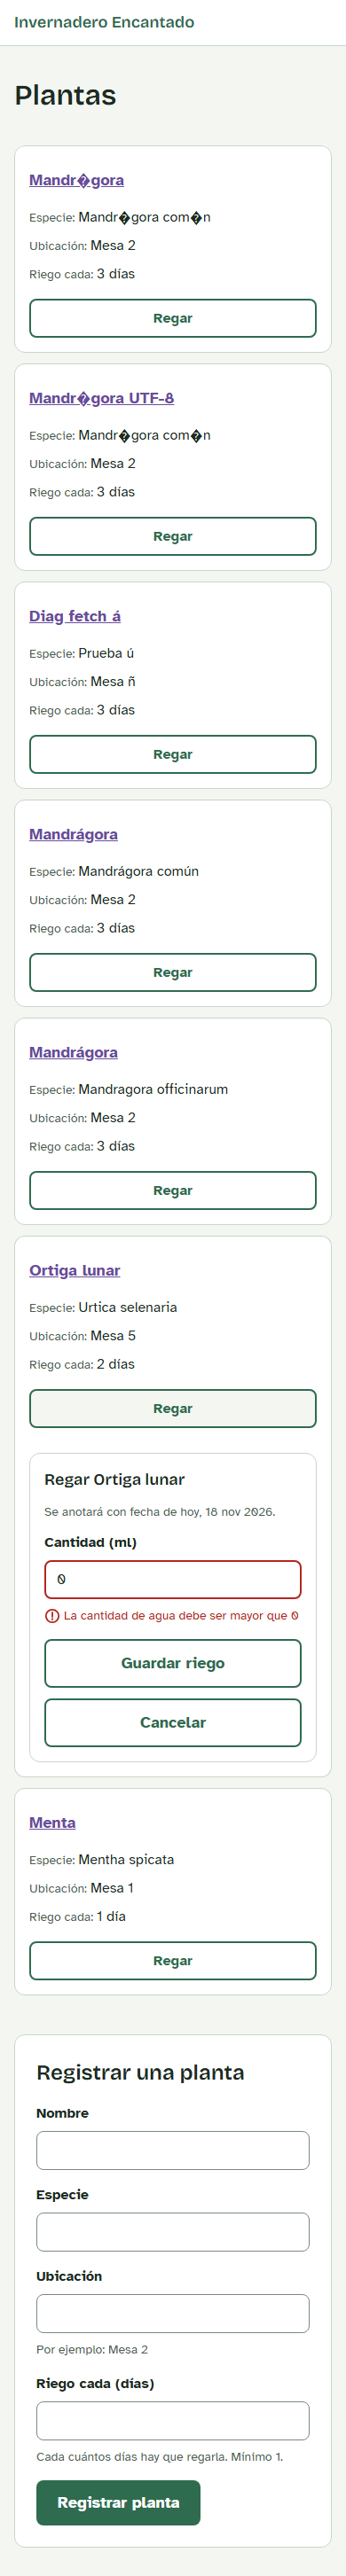 Invernadero Encantado
Plantas
Mandr�gora
Especie: Mandr�gora com�n
Ubicación: Mesa 2
Riego cada: 3 días
Regar
Mandr�gora UTF-8
Especie: Mandr�gora com�n
Ubicación: Mesa 2
Riego cada: 3 días
Regar
Diag fetch á
Especie: Prueba ú
Ubicación: Mesa ñ
Riego cada: 3 días
Regar
Mandrágora
Especie: Mandrágora común
Ubicación: Mesa 2
Riego cada: 3 días
Regar
Mandrágora
Especie: Mandragora officinarum
Ubicación: Mesa 2
Riego cada: 3 días
Regar
Ortiga lunar
Especie: Urtica selenaria
Ubicación: Mesa 5
Riego cada: 2 días
Regar
Regar Ortiga lunar
Se anotará con fecha de hoy, 18 nov 2026.
Cantidad (ml)
0
La cantidad de agua debe ser mayor que 0
Guardar riego
Cancelar
Menta
Especie: Mentha spicata
Ubicación: Mesa 1
Riego cada: 1 día
Regar
Registrar una planta
Nombre
Especie
Ubicación
Por ejemplo: Mesa 2
Riego cada (días)
Cada cuántos días hay que regarla. Mínimo 1.
Registrar planta